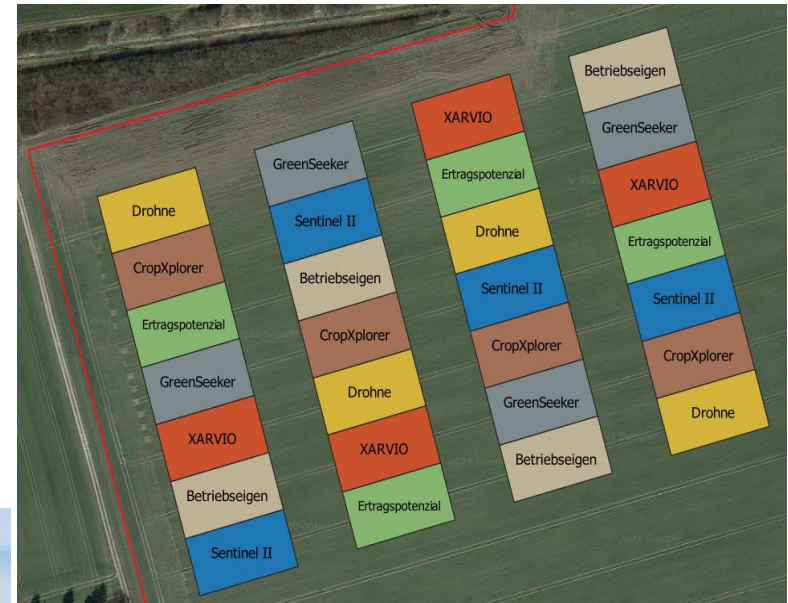 Drohne
CropXplorer
Ertragspotenzial
GreenSeeker
XARVIO
Betriebseigen
Sentinel II
GreenSeeker
Sentinel II
Betriebseigen
CropXplorer
Drohne
XARVIO
Ertragspotenzial
XARVIO
Ertragspotenzial
Drohne
Sentinel II
CropXplorer
GreenSeeker
Betriebseigen
Betriebseigen
GreenSeeker
XARVIO
Ertragspotenzial
Sentinel II
CropXplorer
Drohne